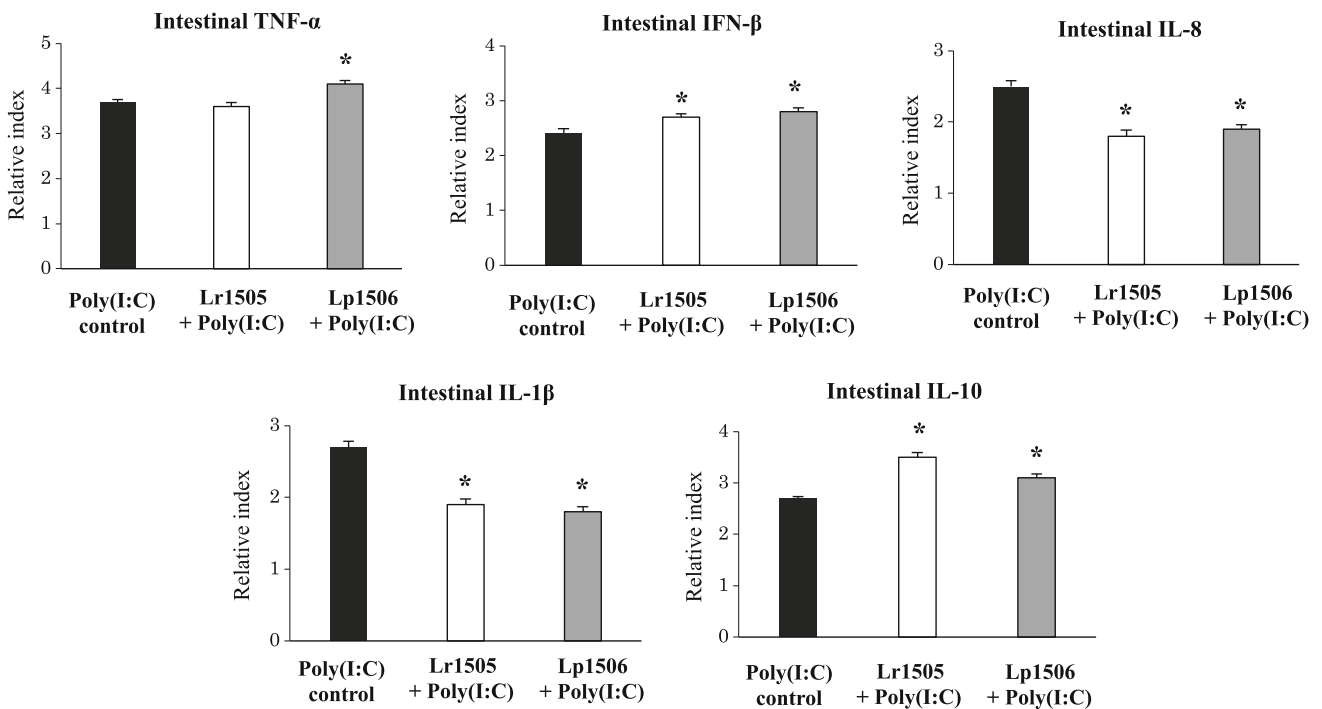 Intestinal TNF-α
Relative index
5
4
3
2
1
0
*
Poly(I:C)
control
Lr1505
+ Poly(I:C)
Lp1506
+ Poly(I:C)
Intestinal IFN-β
Relative index
4
3
2
1
0
*
*
Poly(I:C)
control
Lr1505
+ Poly(I:C)
Lp1506
+ Poly(I:C)
Intestinal IL-8
Relative index
3
2
1
0
*
*
Poly(I:C)
control
Lr1505
+ Poly(I:C)
Lp1506
+ Poly(I:C)
Intestinal IL-1β
Relative index
3
2
1
0
*
*
Poly(I:C)
control
Lr1505
+ Poly(I:C)
Lp1506
+ Poly(I:C)
Intestinal IL-10
Relative index
4
3
2
1
0
*
*
Poly(I:C)
control
Lr1505
+ Poly(I:C)
Lp1506
+ Poly(I:C)